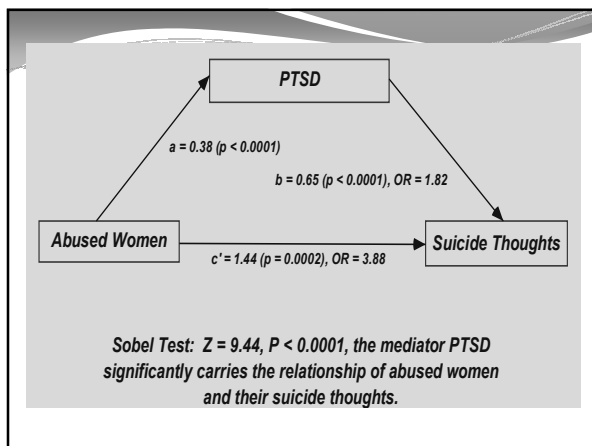 PTSD
a = 0.38 (p < 0.0001)
b = 0.65 (p < 0.0001), OR = 1.82
Abused Women
Suicide Thoughts
c' = 1.44 (p = 0.0002), OR = 3.88
Sobel Test: Z = 9.44, P < 0.0001, the mediator PTSD
significantly carries the relationship of abused women
and their suicide thoughts.